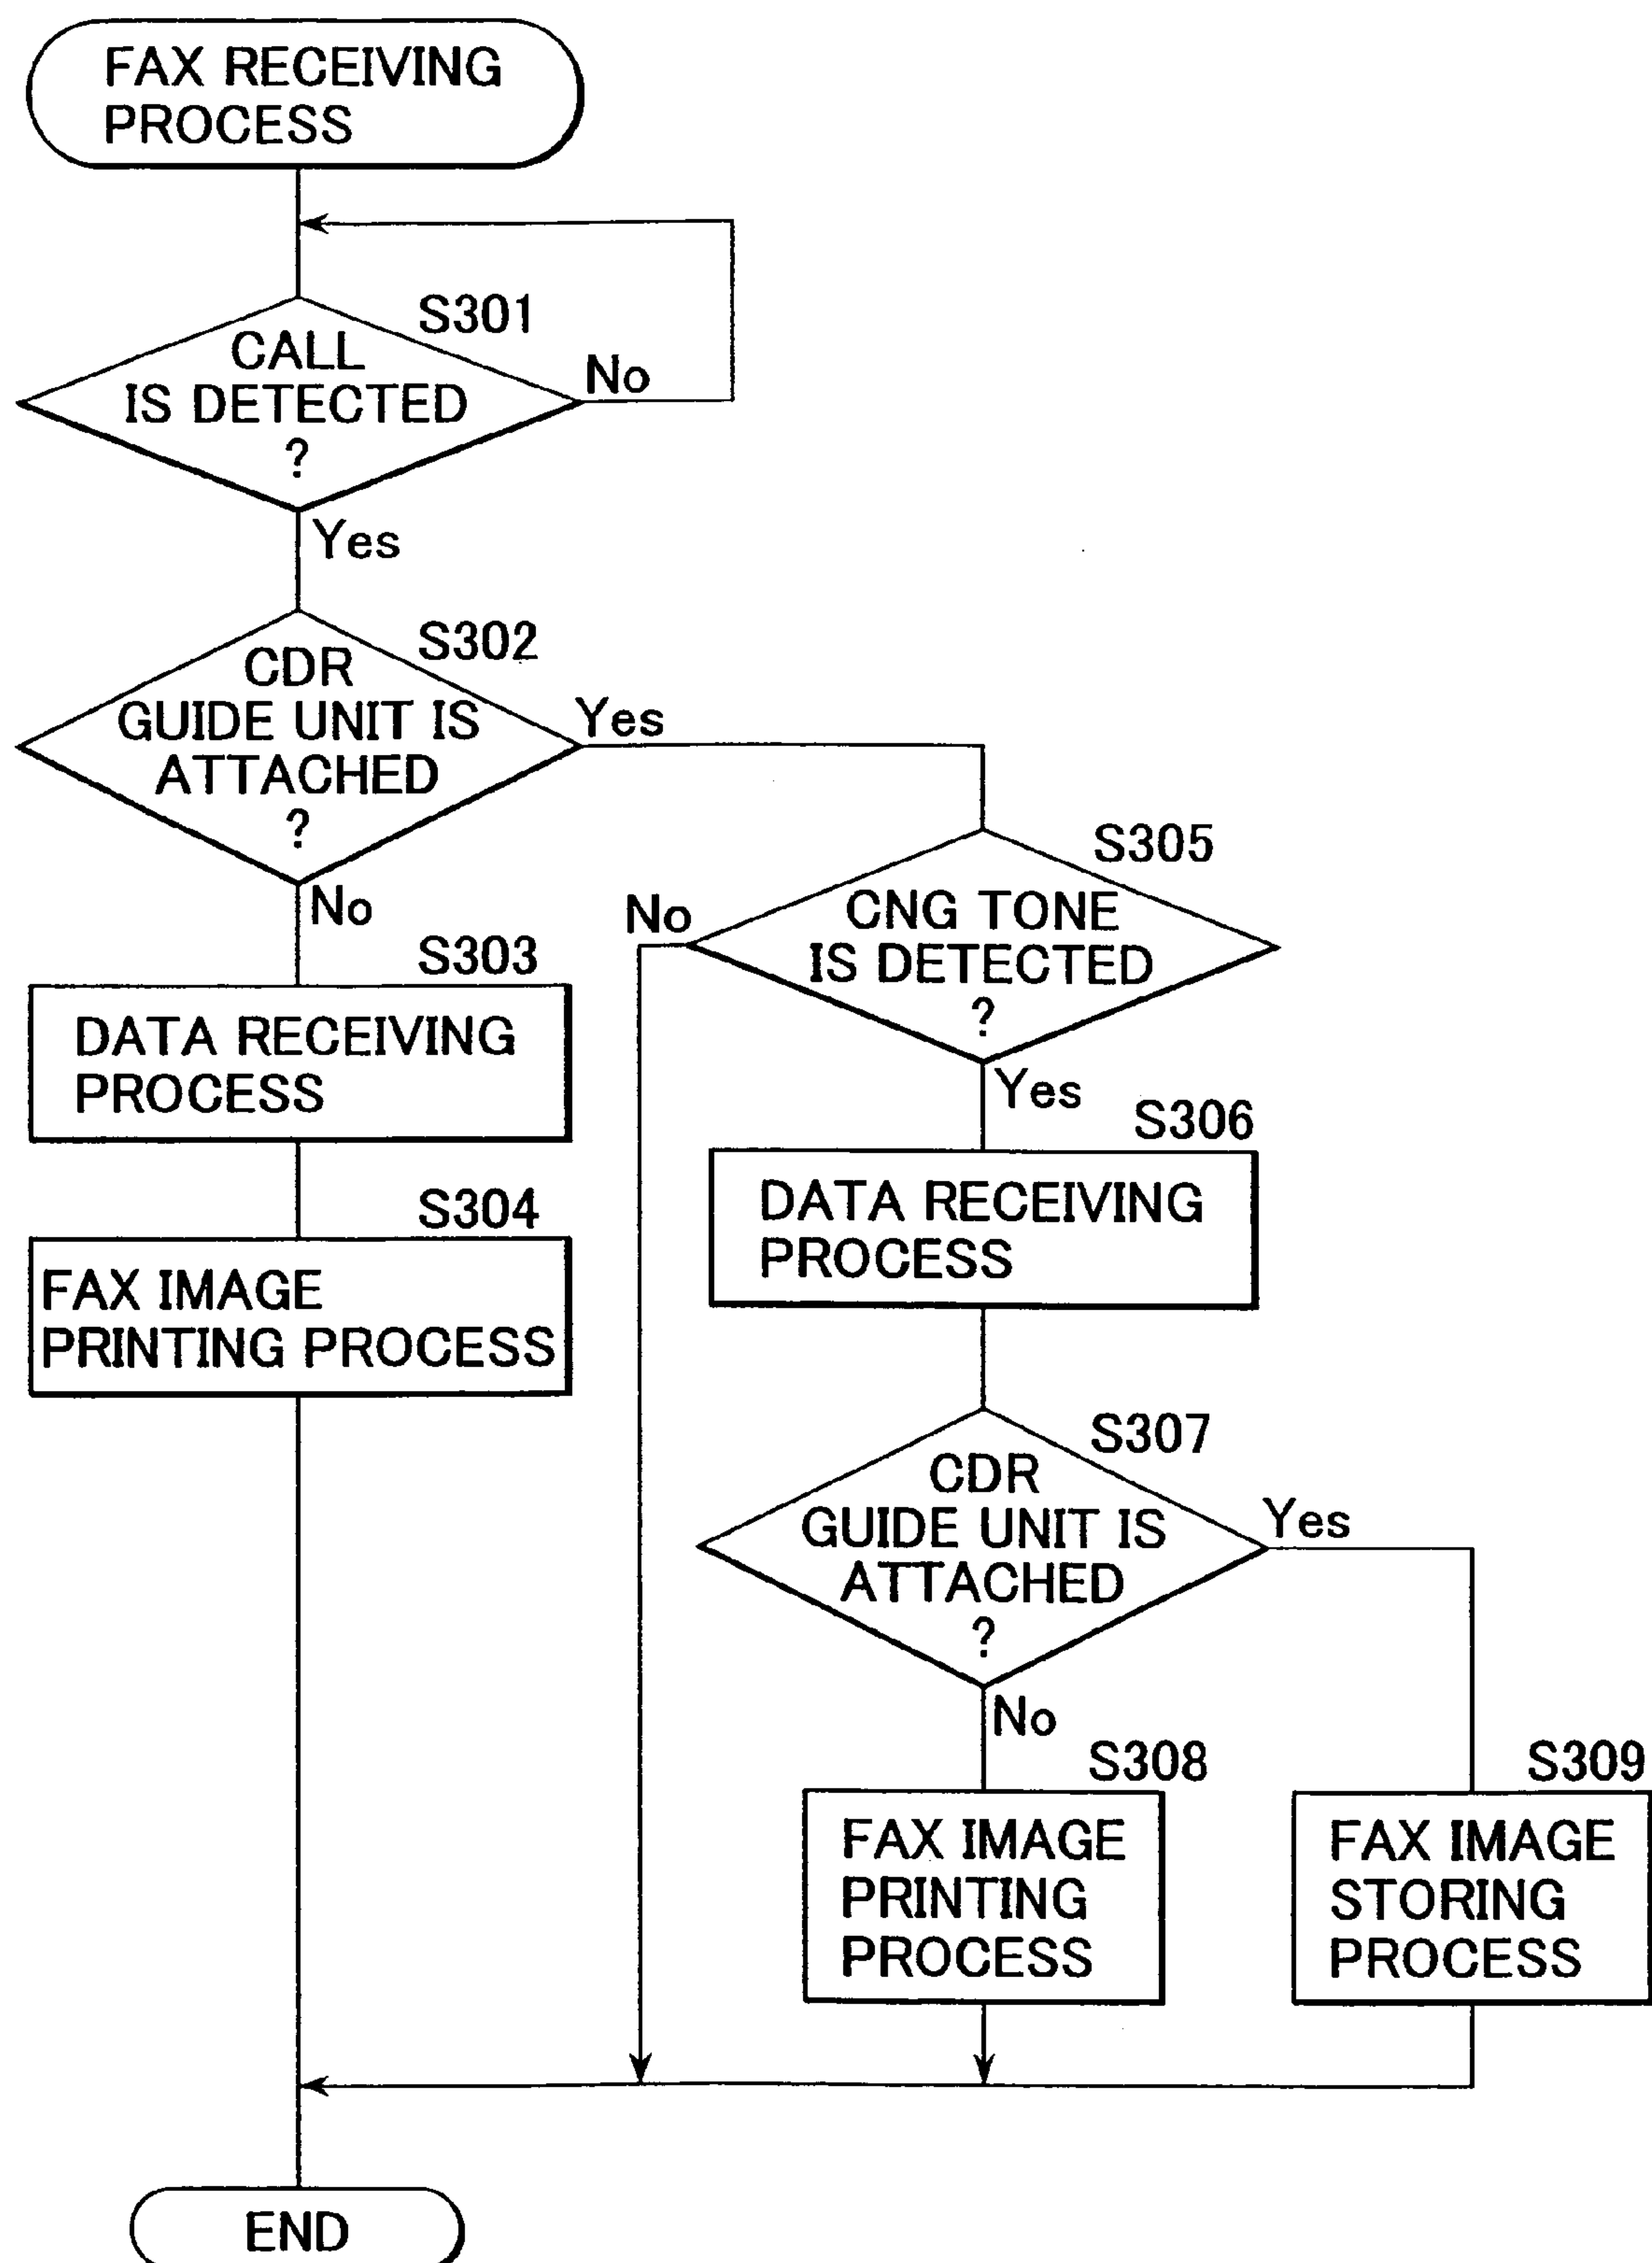 FAX RECEIVING
PROCESS
S301
CALL
IS DETECTED
?
No
Yes
S302
CDR
GUIDE UNIT IS
ATTACHED
?
Yes
No
S303
DATA RECEIVING
PROCESS
S304
FAX IMAGE
PRINTING PROCESS
S305
CNG TONE
IS DETECTED
?
No
Yes
S306
DATA RECEIVING
PROCESS
S307
CDR
GUIDE UNIT IS
ATTACHED
?
Yes
No
S308
FAX IMAGE
PRINTING
PROCESS
S309
FAX IMAGE
STORING
PROCESS
END